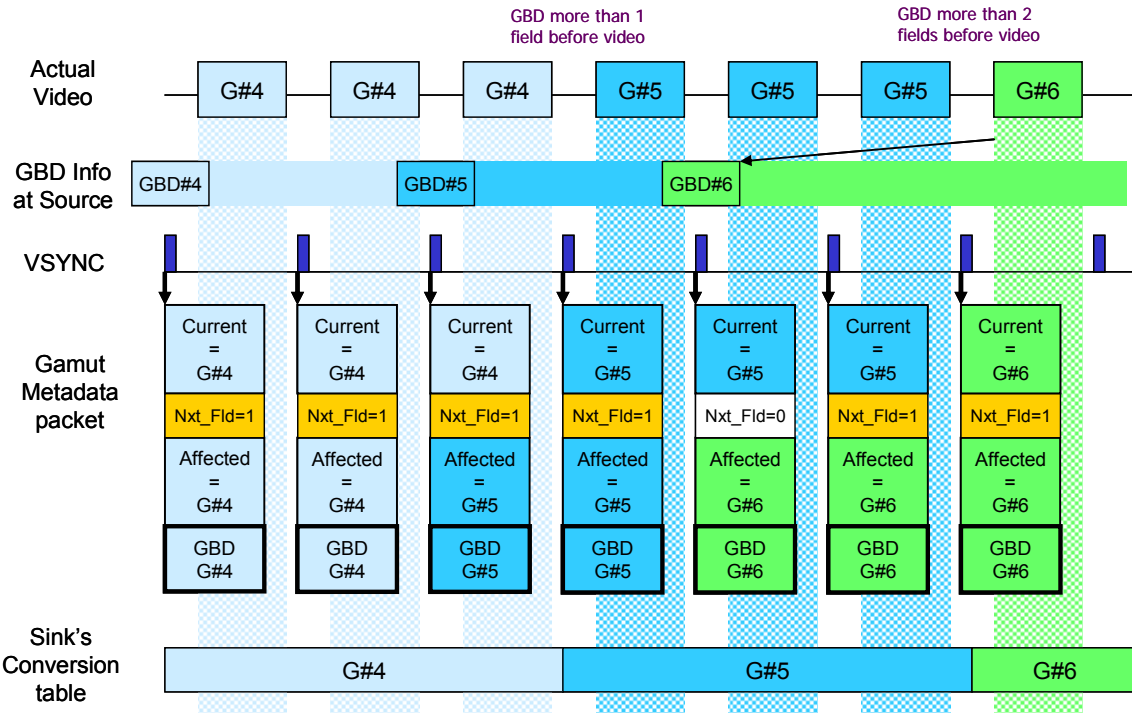 GBD more than 1
field before video
GBD more than 2
fields before video
Actual
Video
G#4 G#4 G#4 G#5 G#5 G#5 G#6
GBD Info
at Source
GBD#4 GBD#5 GBD#6
VSYNC
Gamut
Metadata
packet
Current Current Current Current Current Current Current
= = = = = = =
G#4 G#4 G#4 G#5 G#5 G#5 G#6
Nxt_Fld=1 Nxt_Fld=1 Nxt_Fld=1 Nxt_Fld=1 Nxt_Fld=0 Nxt_Fld=1 Nxt_Fld=1
Affected Affected Affected Affected Affected Affected Affected
= = = = = = =
G#4 G#4 G#5 G#5 G#6 G#6 G#6
GBD GBD GBD GBD GBD GBD GBD
G#4 G#4 G#5 G#5 G#6 G#6 G#6
Sink's
Conversion
table
G#4 G#5 G#6